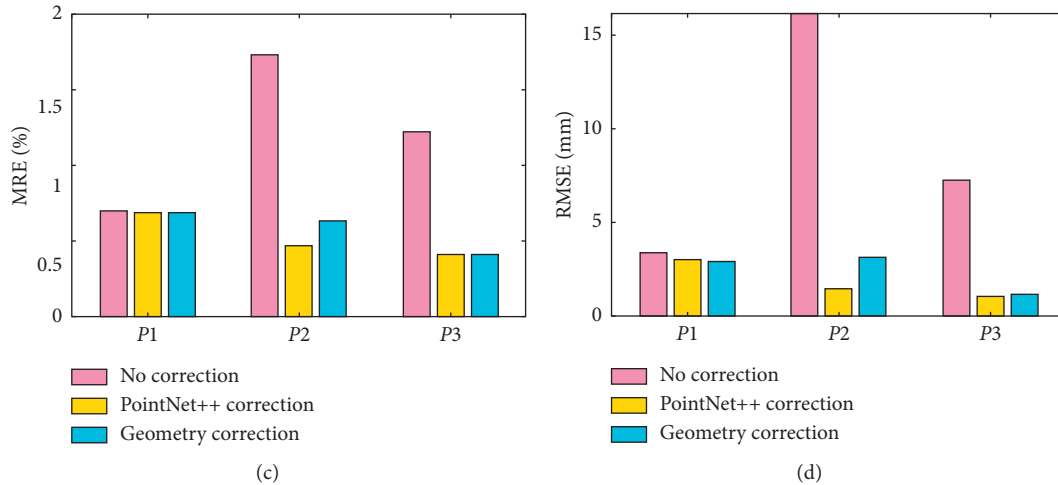 2
1.5
1
0.5
0
MRE (%)
P1
P2
P3
No correction
PointNet++ correction
Geometry correction
(c)
15
10
5
0
RMSE (mm)
P1
P2
P3
No correction
PointNet++ correction
Geometry correction
(d)